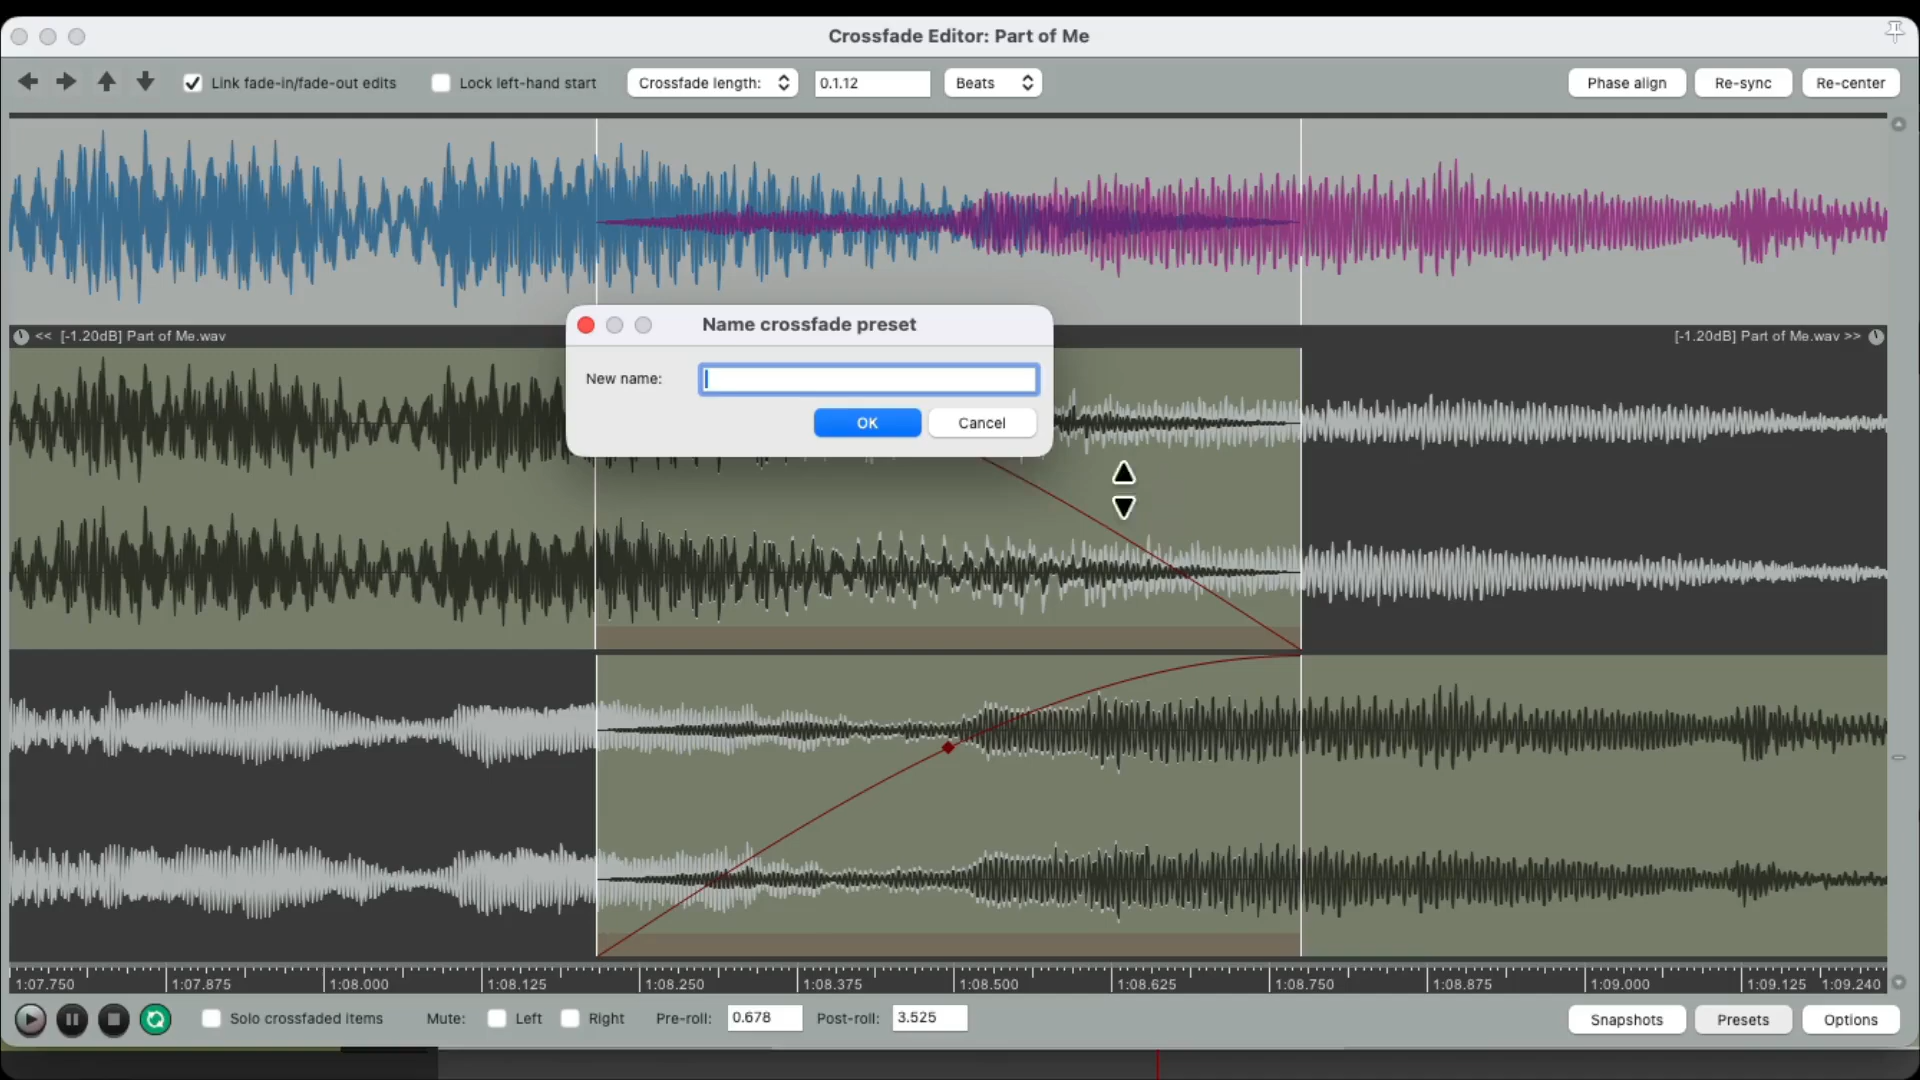 Crossfade Editor: Part of Me
Link fade-in/fade-out edits
Lock left-hand start
Crossfade length:
0.1.12
Beats
Phase align
Re-sync
Re-center
<< [-1.20dB] Part of Me.wav
[-1.20dB] Part of Me.wav >>
Name crossfade preset
New name:
OK
Cancel
1:07.750
1:07.875
1:08.000
1:08.125
1:08.250
1:08.375
1:08.500
1:08.625
1:08.750
1:08.875
1:09.000
1:09.125
1:09.240
Solo crossfaded items
Mute:
Left
Right
Pre-roll:
0.678
Post-roll:
3.525
Snapshots
Presets
Options